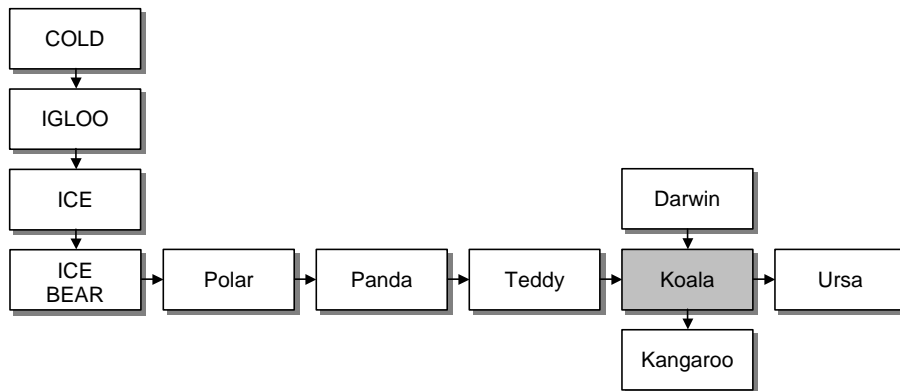 COLD
IGLOO
ICE
Darwin
ICE
BEAR
Polar
Panda
Teddy
Koala
Ursa
Kangaroo